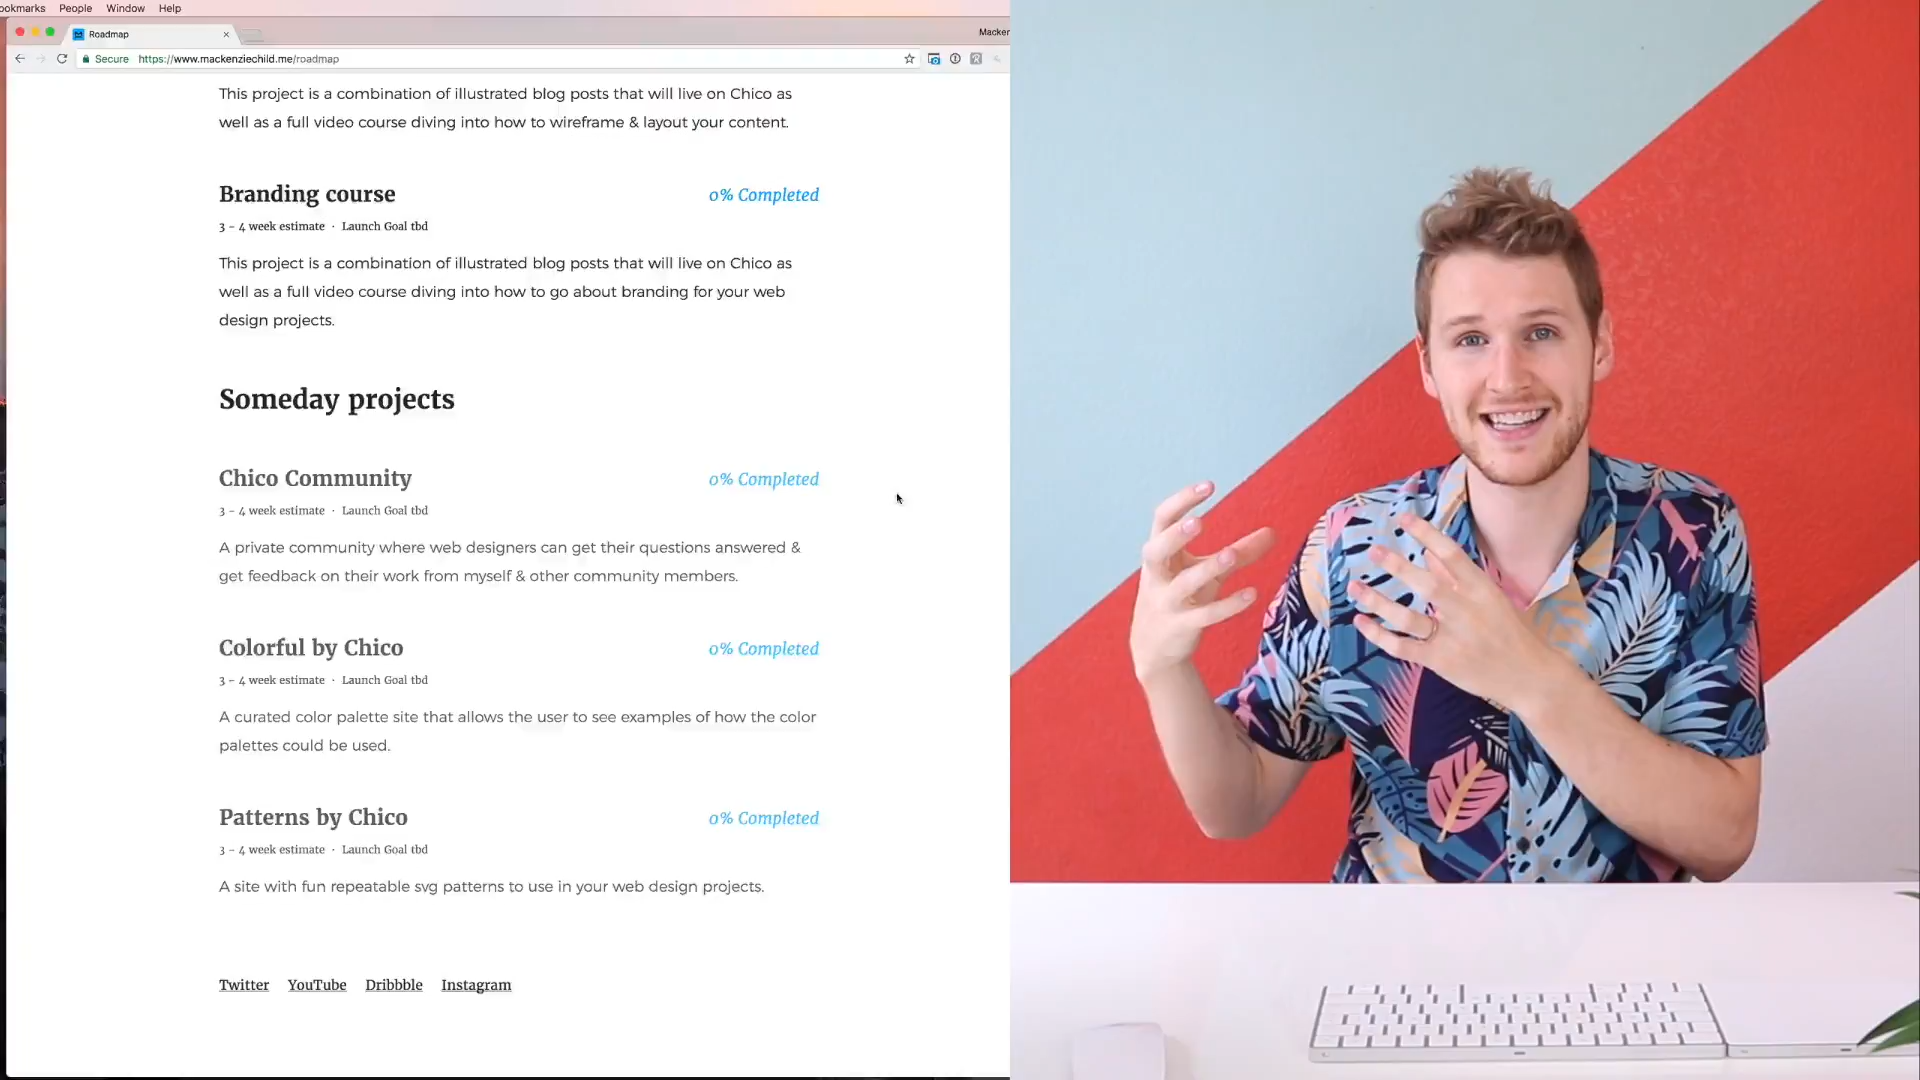 ookmarks People Window Help
Roadmap
Macken
Secure https://www.mackenziechild.me/roadmap
This project is a combination of illustrated blog posts that will live on Chico as
well as a full video course diving into how to wireframe & layout your content.
Branding course 0% Completed
3 - 4 week estimate · Launch Goal tbd
This project is a combination of illustrated blog posts that will live on Chico as
well as a full video course diving into how to go about branding for your web
design projects.
Someday projects
Chico Community 0% Completed
3 - 4 week estimate · Launch Goal tbd
A private community where web designers can get their questions answered &
get feedback on their work from myself & other community members.
Colorful by Chico 0% Completed
3 - 4 week estimate · Launch Goal tbd
A curated color palette site that allows the user to see examples of how the color
palettes could be used.
Patterns by Chico 0% Completed
3 - 4 week estimate · Launch Goal tbd
A site with fun repeatable svg patterns to use in your web design projects.
Twitter YouTube Dribbble Instagram